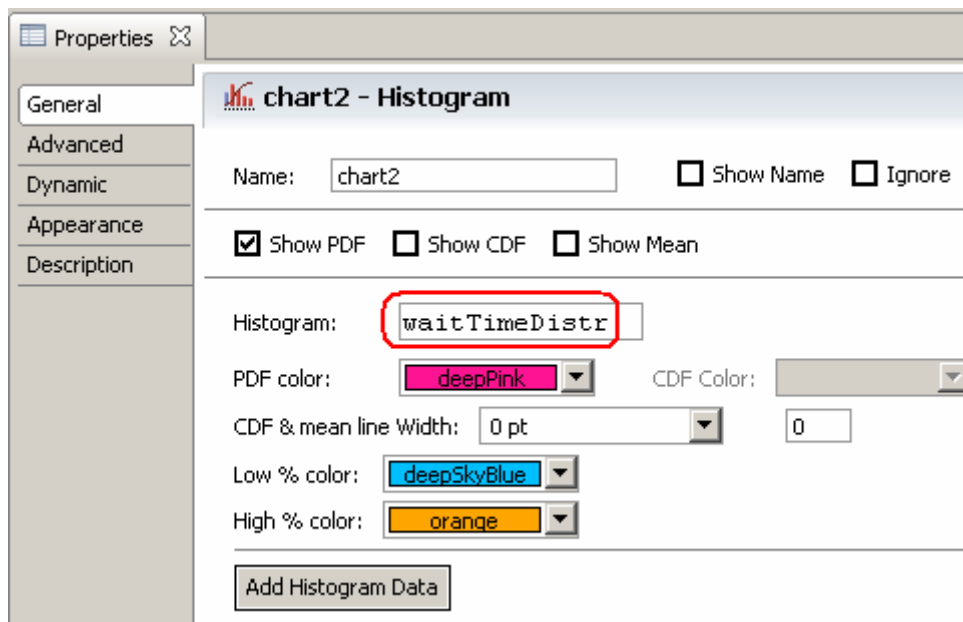 Properties
General
Advanced
Dynamic
Appearance
Description
chart2 - Histogram
Name: chart2 Show Name Ignore
Show PDF Show CDF Show Mean
Histogram: waitTimeDistr
PDF color: deepPink CDF Color:
CDF & mean line Width: 0 pt 0
Low % color: deepSkyBlue
High % color: orange
Add Histogram Data